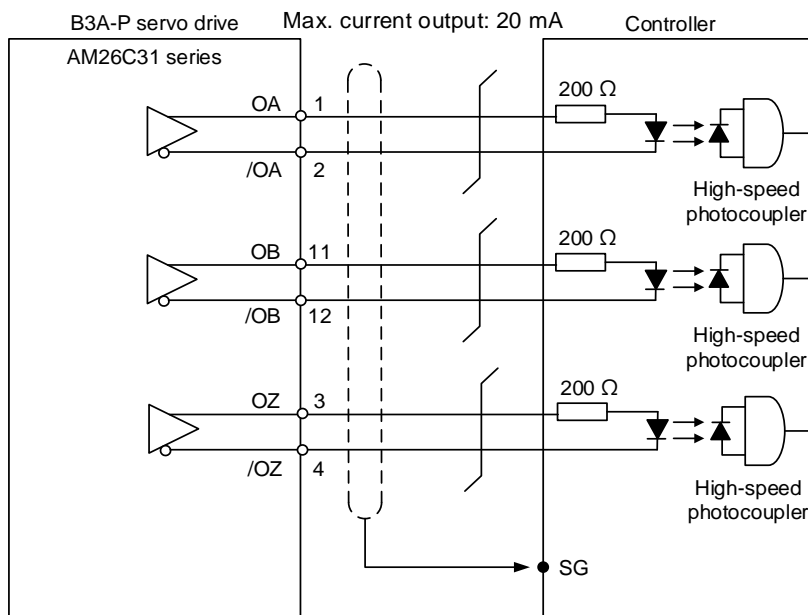 B3A-P servo drive
Max. current output: 20 mA
Controller
AM26C31 series
OA
1
200 Ω
/OA
2
High-speed
photocoupler
OB
11
200 Ω
/OB
12
High-speed
photocoupler
OZ
3
200 Ω
/OZ
4
High-speed
photocoupler
SG